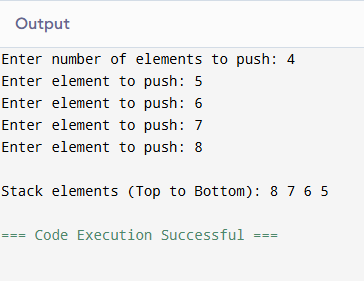 Output
Enter number of elements to push: 4
Enter element to push: 5
Enter element to push: 6
Enter element to push: 7
Enter element to push: 8
Stack elements (Top to Bottom): 8 7 6 5
=== Code Execution Successful ===